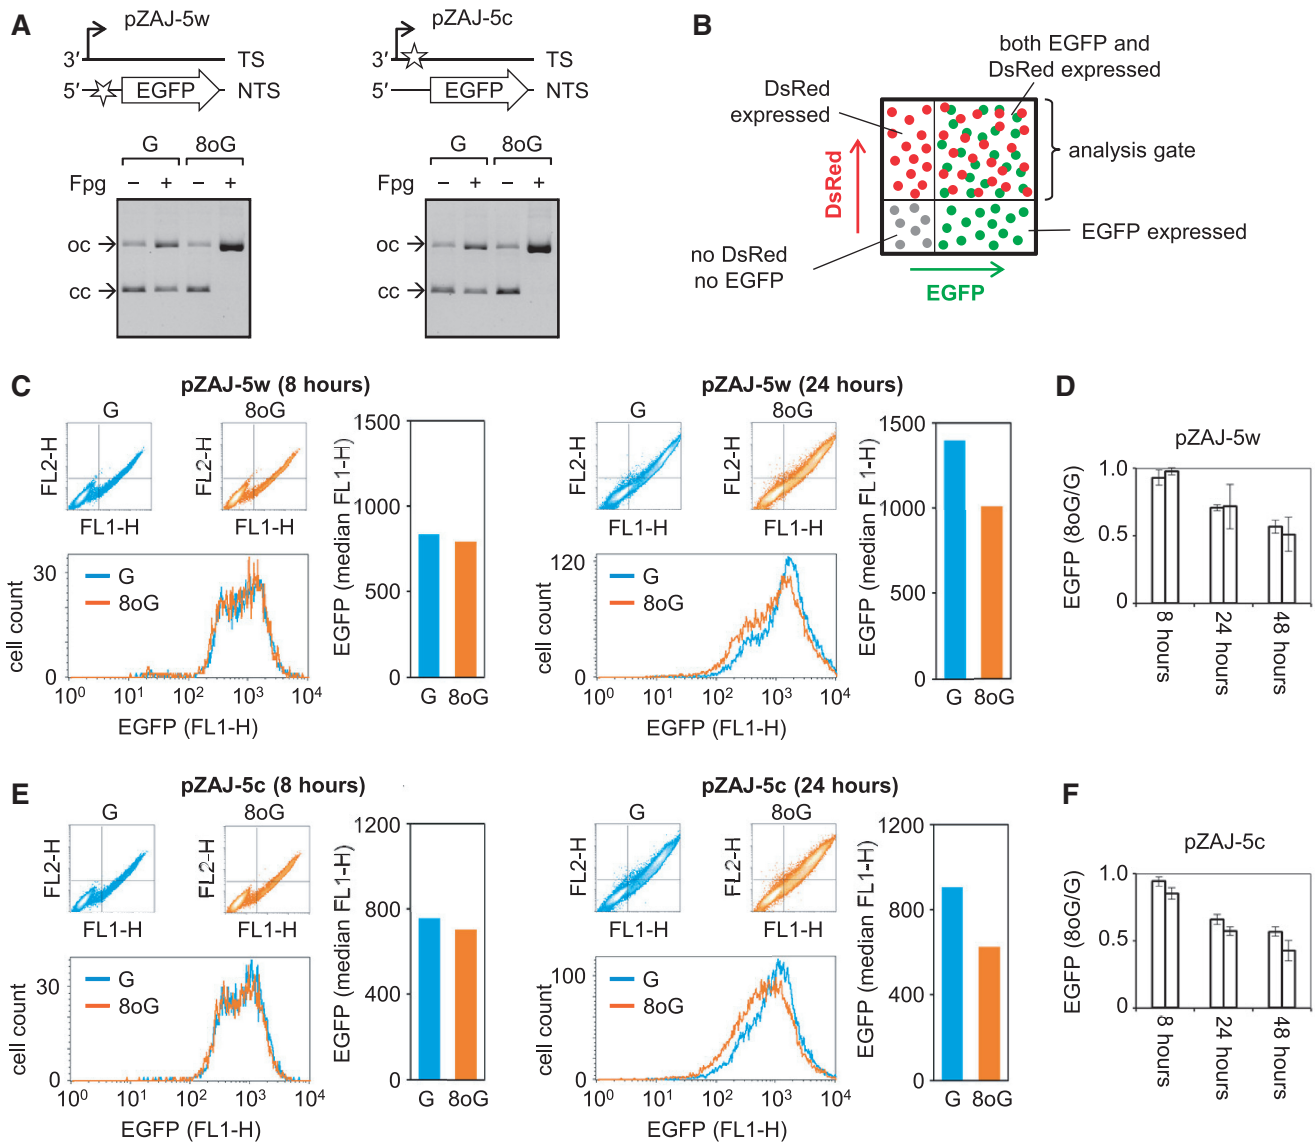 A
pZAJ-5w
3′
TS
5′
EGFP
NTS
G
8oG
Fpg
− + − +
oc
cc
pZAJ-5c
3′
TS
5′
EGFP
NTS
G
8oG
Fpg
− + − +
oc
cc
B
both EGFP and
DsRed expressed
DsRed
expressed
analysis gate
DsRed
EGFP expressed
no DsRed
no EGFP
EGFP
C
pZAJ-5w (8 hours)
G
8oG
FL2-H
FL1-H
FL2-H
FL1-H
30
0
cell count
G
8oG
10⁰ 10¹ 10² 10³ 10⁴
EGFP (FL1-H)
EGFP (median FL1-H)
1500
1000
500
0
G 8oG
pZAJ-5w (24 hours)
G
8oG
FL2-H
FL1-H
FL2-H
FL1-H
120
0
cell count
G
8oG
10⁰ 10¹ 10² 10³ 10⁴
EGFP (FL1-H)
EGFP (median FL1-H)
1500
1000
500
0
G 8oG
D
pZAJ-5w
EGFP (8oG/G)
1.0
0.5
0
8 hours
24 hours
48 hours
E
pZAJ-5c (8 hours)
G
8oG
FL2-H
FL1-H
FL2-H
FL1-H
30
0
cell count
G
8oG
10⁰ 10¹ 10² 10³ 10⁴
EGFP (FL1-H)
EGFP (median FL1-H)
1200
800
400
0
G 8oG
pZAJ-5c (24 hours)
G
8oG
FL2-H
FL1-H
FL2-H
FL1-H
100
0
cell count
G
8oG
10⁰ 10¹ 10² 10³ 10⁴
EGFP (FL1-H)
EGFP (median FL1-H)
1200
800
400
0
G 8oG
F
pZAJ-5c
EGFP (8oG/G)
1.0
0.5
0
8 hours
24 hours
48 hours